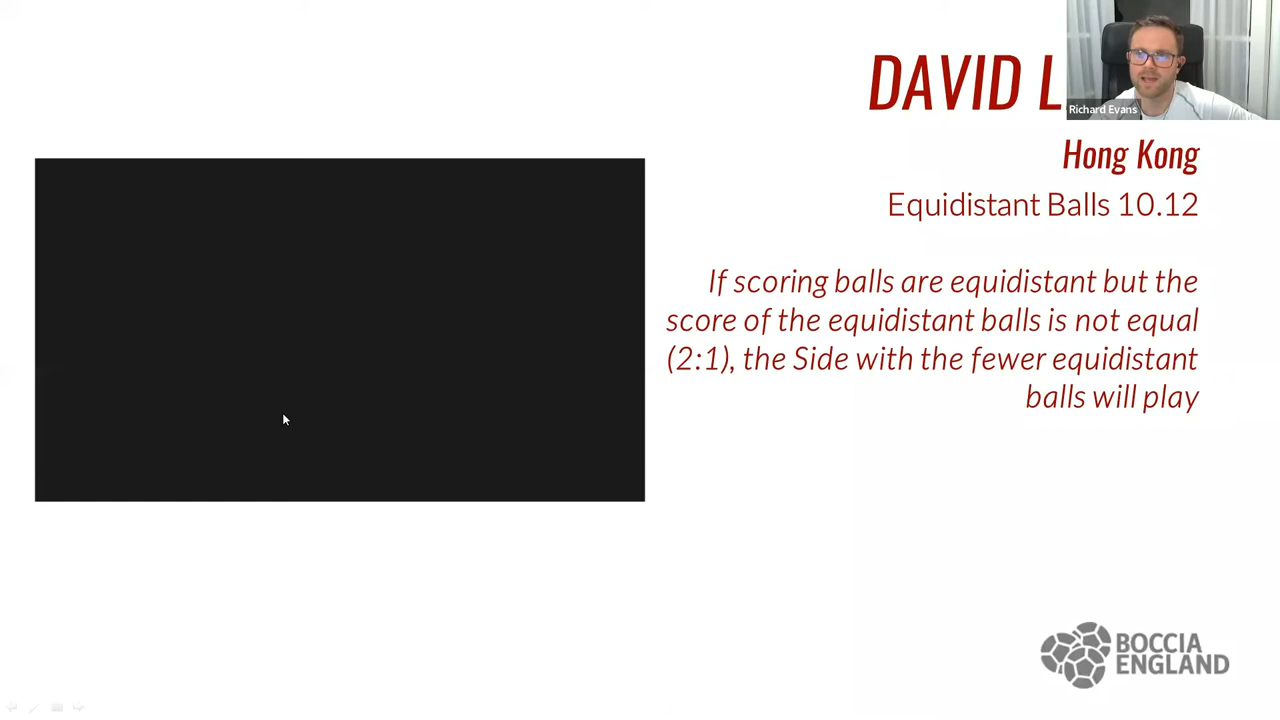 DAVID
Richard Evans
Hong Kong
Equidistant Balls 10.12
If scoring balls are equidistant but the
score of the equidistant balls is not equal
(2:1), the Side with the fewer equidistant
balls will play
BOCCIA
ENGLAND